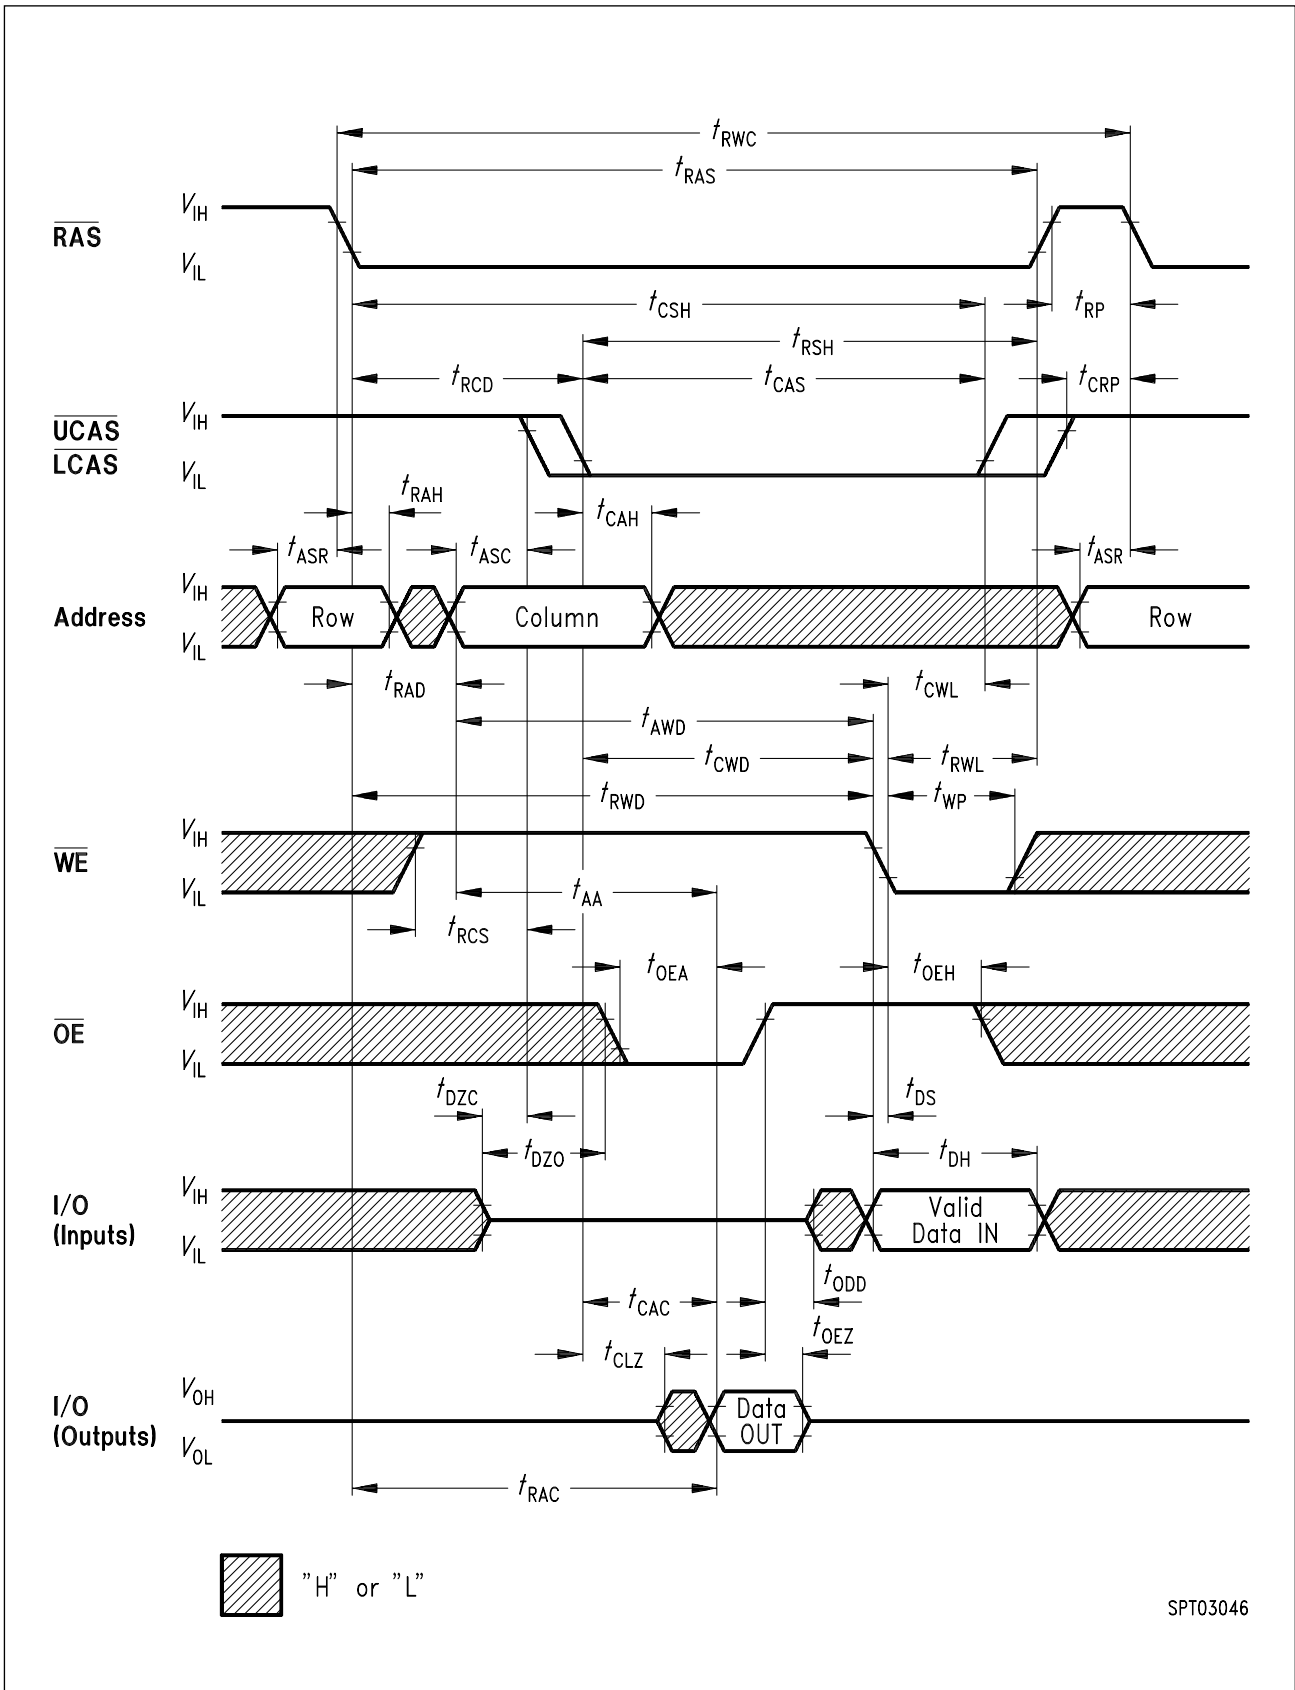 tRWC
tRAS
RAS
VIH
VIL
tCSH
tRP
tRSH
tRCD
tCAS
tCRP
UCAS
LCAS
VIH
VIL
tRAH
tCAH
tASR
tASC
tASR
Address
VIH
VIL
Row
Column
Row
tRAD
tCWL
tAWD
tCWD
tRWL
tRWD
tWP
WE
VIH
VIL
tAA
tRCS
tOEA
tOEH
OE
VIH
VIL
tDZC
tDS
tDZO
tDH
I/O
(Inputs)
VIH
VIL
Valid
Data IN
tODD
tCAC
tOEZ
tCLZ
I/O
(Outputs)
VOH
VOL
Data
OUT
tRAC
"H" or "L"
SPT03046